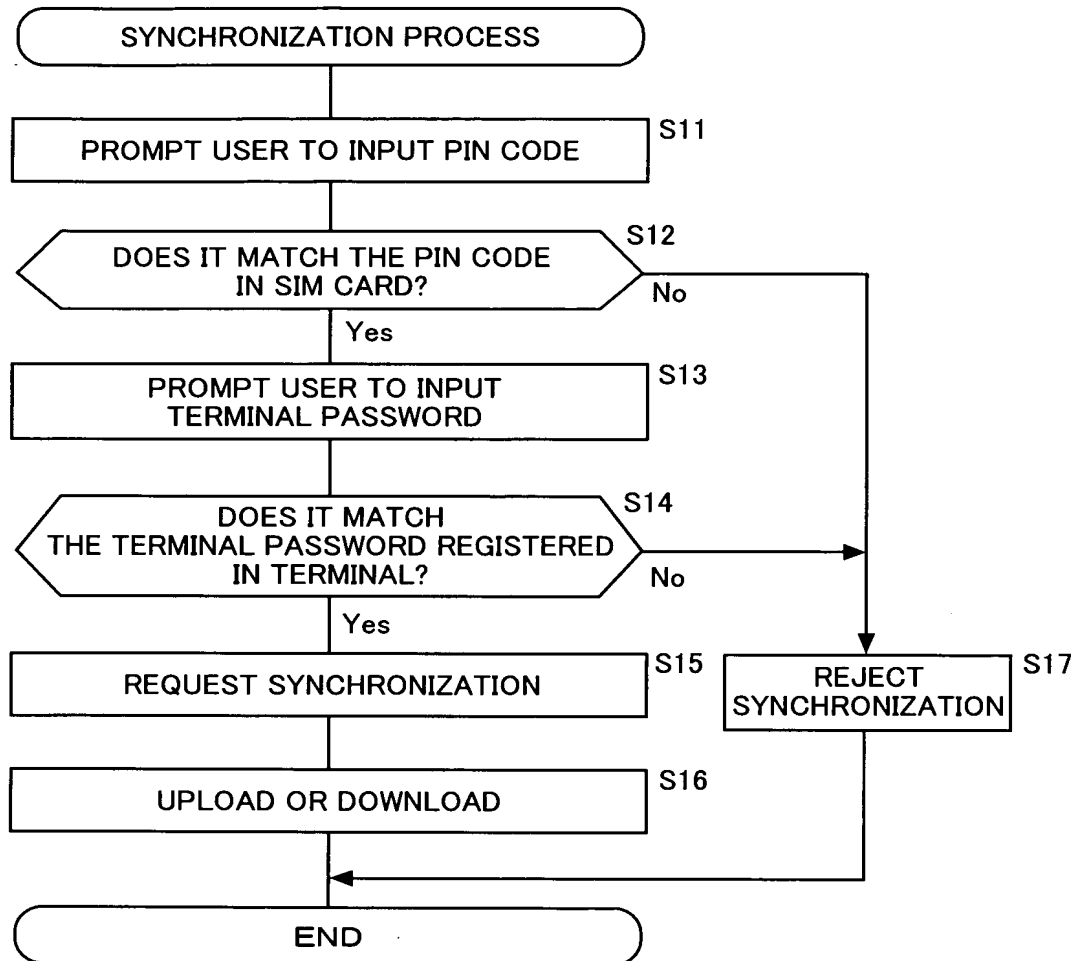 SYNCHRONIZATION PROCESS
S11
PROMPT USER TO INPUT PIN CODE
S12
DOES IT MATCH THE PIN CODE
IN SIM CARD?
No
Yes
S13
PROMPT USER TO INPUT
TERMINAL PASSWORD
S14
DOES IT MATCH
THE TERMINAL PASSWORD REGISTERED
IN TERMINAL?
No
Yes
S15
REQUEST SYNCHRONIZATION
S17
REJECT
SYNCHRONIZATION
S16
UPLOAD OR DOWNLOAD
END